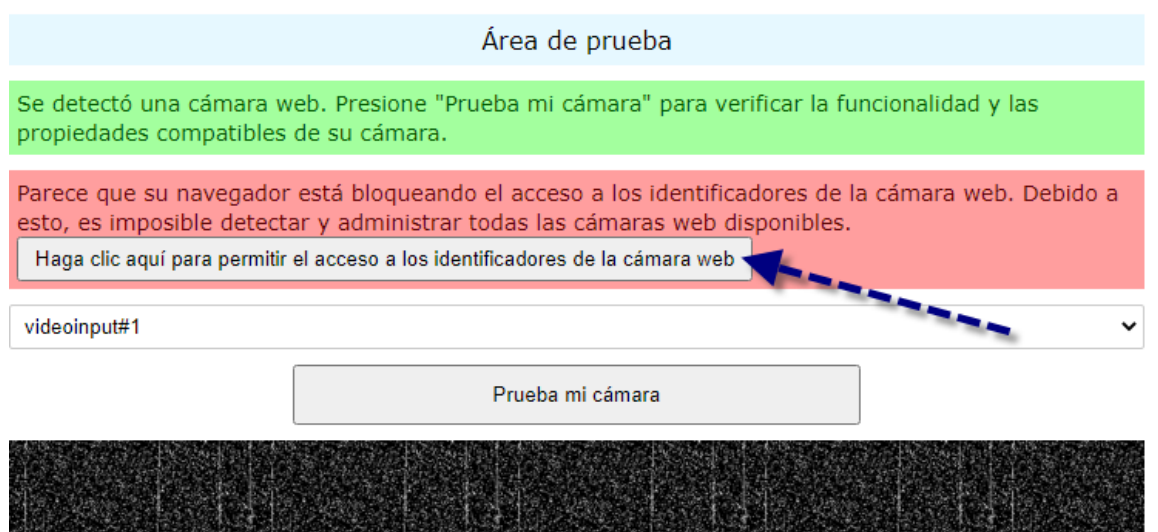 Área de prueba
Se detectó una cámara web. Presione "Prueba mi cámara" para verificar la funcionalidad y las
propiedades compatibles de su cámara.
Parece que su navegador está bloqueando el acceso a los identificadores de la cámara web. Debido a
esto, es imposible detectar y administrar todas las cámaras web disponibles.
Haga clic aquí para permitir el acceso a los identificadores de la cámara web
videoinput#1
Prueba mi cámara